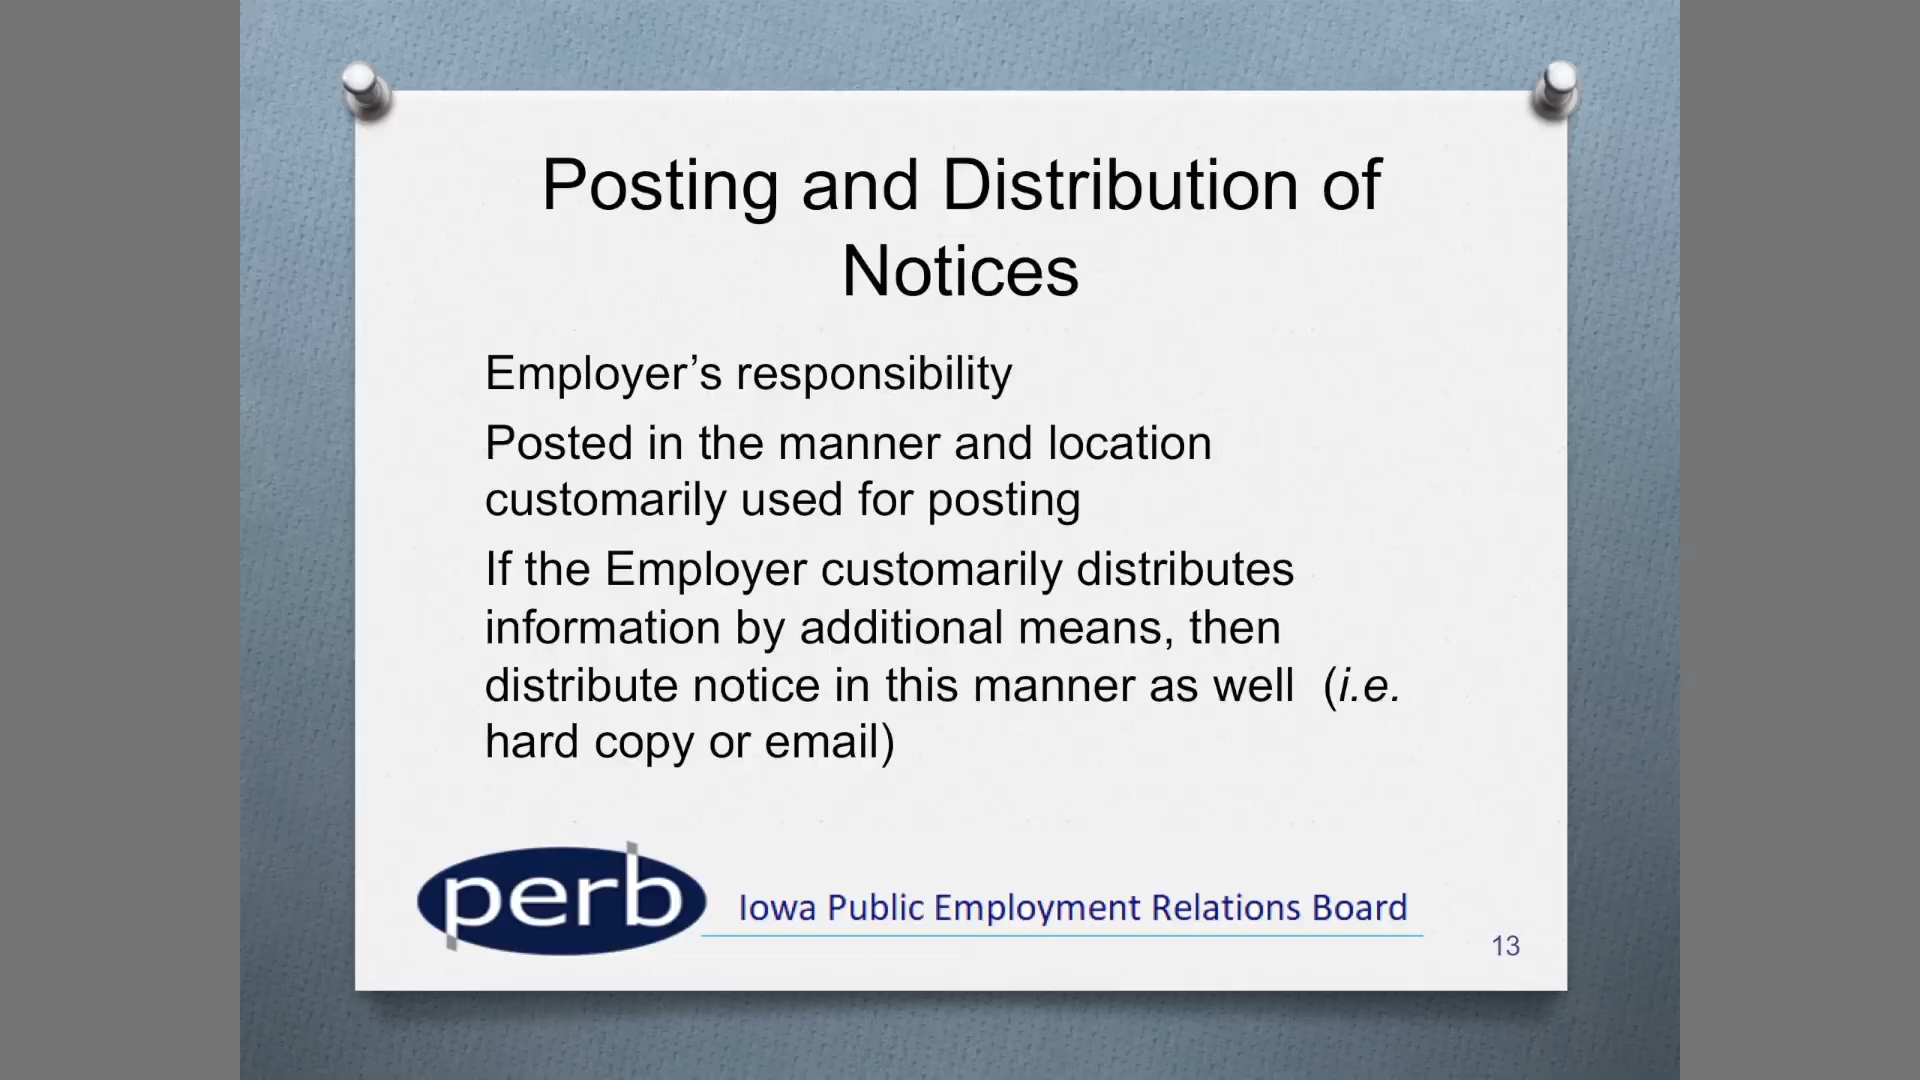 Posting and Distribution of
Notices
Employer’s responsibility
Posted in the manner and location
customarily used for posting
If the Employer customarily distributes
information by additional means, then
distribute notice in this manner as well  (i.e.
hard copy or email)
perb
Iowa Public Employment Relations Board
13